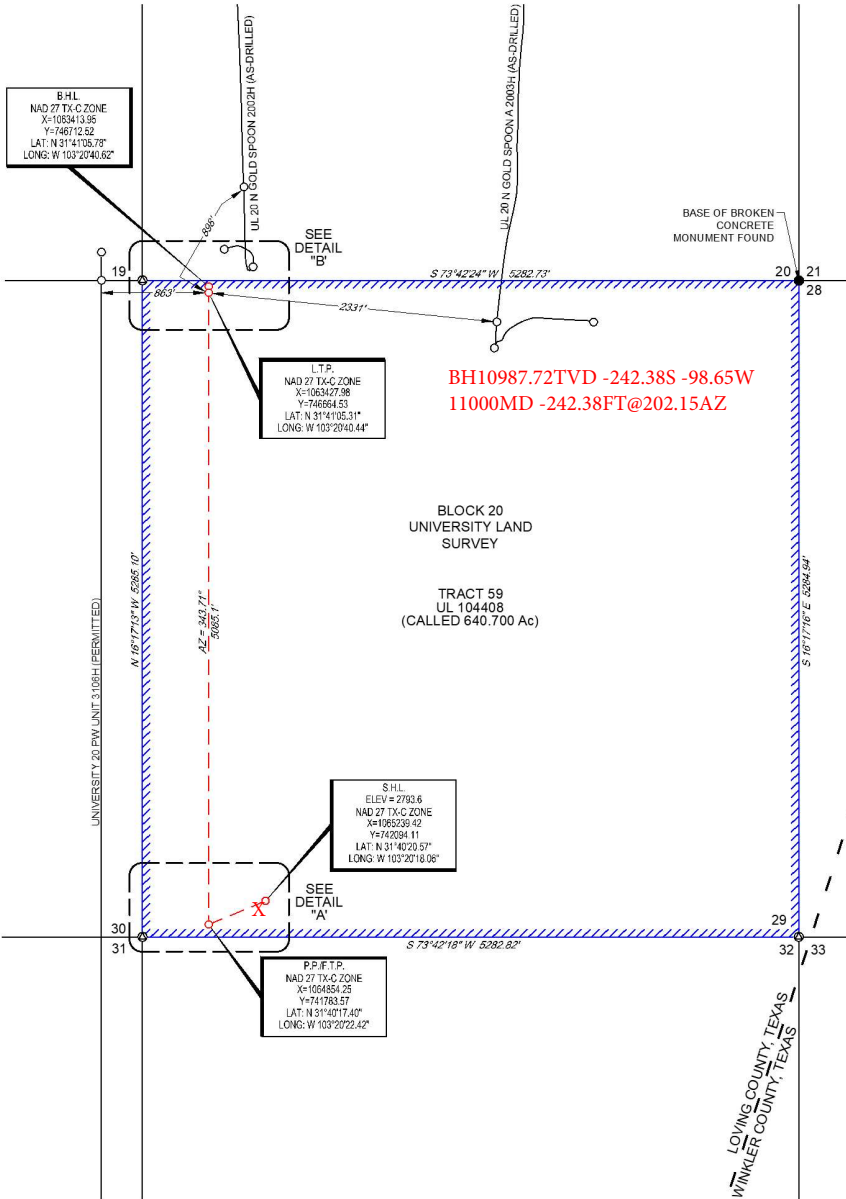 UL 20 N GOLD SPOON 2002H (AS-DRILLED)
UL 20 N GOLD SPOON A 2003H (AS-DRILLED)
B.H.L.
NAD 27 TX-C ZONE
X=1063413.95
Y=746712.52
LAT: N 31°41'05.78"
LONG: W 103°20'40.62"
898'
SEE
DETAIL
"B'
BASE OF BROKEN
CONCRETE
MONUMENT FOUND
19
S 73°42'24" W 5282.73'
20 21
28
863'
2331'
L.T.P.
NAD 27 TX-C ZONE
X=1063427.98
Y=746664.53
LAT: N 31°41'05.31"
LONG: W 103°20'40.44"
BH10987.72TVD -242.38S -98.65W
11000MD -242.38FT@202.15AZ
BLOCK 20
UNIVERSITY LAND
SURVEY
TRACT 59
UL 104408
(CALLED 640.700 Ac)
UNIVERSITY 20 PW UNIT 3106H (PERMITTED)
N 16°17'13" W 5285.10'
AZ = 343.71°
5085.1'
S 16°17'16" E 5284.94'
S.H.L.
ELEV = 2793.6
NAD 27 TX-C ZONE
X=1065239.42
Y=742094.11
LAT: N 31°40'20.57"
LONG: W 103°20'18.06"
SEE
DETAIL
"A'
X
30
31
29
32 33
S 73°42'18" W 5282.82'
P.P./F.T.P.
NAD 27 TX-C ZONE
X=1064854.25
Y=741783.57
LAT: N 31°40'17.40"
LONG: W 103°20'22.42"
LOVING COUNTY, TEXAS
WINKLER COUNTY, TEXAS